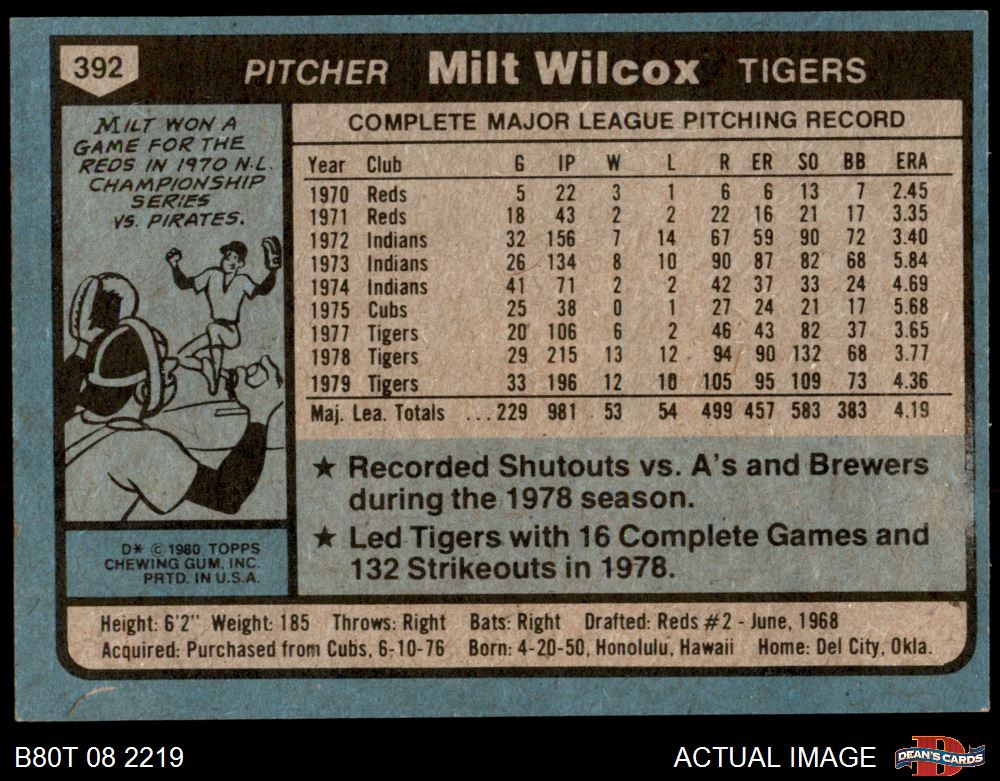 392 PITCHER Milt Wilcox TIGERS
MILT WON A
GAME FOR THE
REDS IN 1970 N.L.
CHAMPIONSHIP
SERIES
VS. PIRATES.
D* © 1980 TOPPS
CHEWING GUM, INC.
PRTD. IN U.S.A.
COMPLETE MAJOR LEAGUE PITCHING RECORD
Year Club G IP W L R ER SO BB ERA
1970 Reds 5 22 3 1 6 6 13 7 2.45
1971 Reds 18 43 2 2 22 16 21 17 3.35
1972 Indians 32 156 7 14 67 59 90 72 3.40
1973 Indians 26 134 8 10 90 87 82 68 5.84
1974 Indians 41 71 2 2 42 37 33 24 4.69
1975 Cubs 25 38 0 1 27 24 21 17 5.68
1977 Tigers 20 106 6 2 46 43 82 37 3.65
1978 Tigers 29 215 13 12 94 90 132 68 3.77
1979 Tigers 33 196 12 10 105 95 109 73 4.36
Maj. Lea. Totals ...229 981 53 54 499 457 583 383 4.19
★ Recorded Shutouts vs. A's and Brewers
during the 1978 season.
★ Led Tigers with 16 Complete Games and
132 Strikeouts in 1978.
Height: 6'2" Weight: 185 Throws: Right Bats: Right Drafted: Reds #2 - June, 1968
Acquired: Purchased from Cubs, 6-10-76 Born: 4-20-50, Honolulu, Hawaii Home: Del City, Okla.
B80T 08 2219 ACTUAL IMAGE DEAN'S CARDS